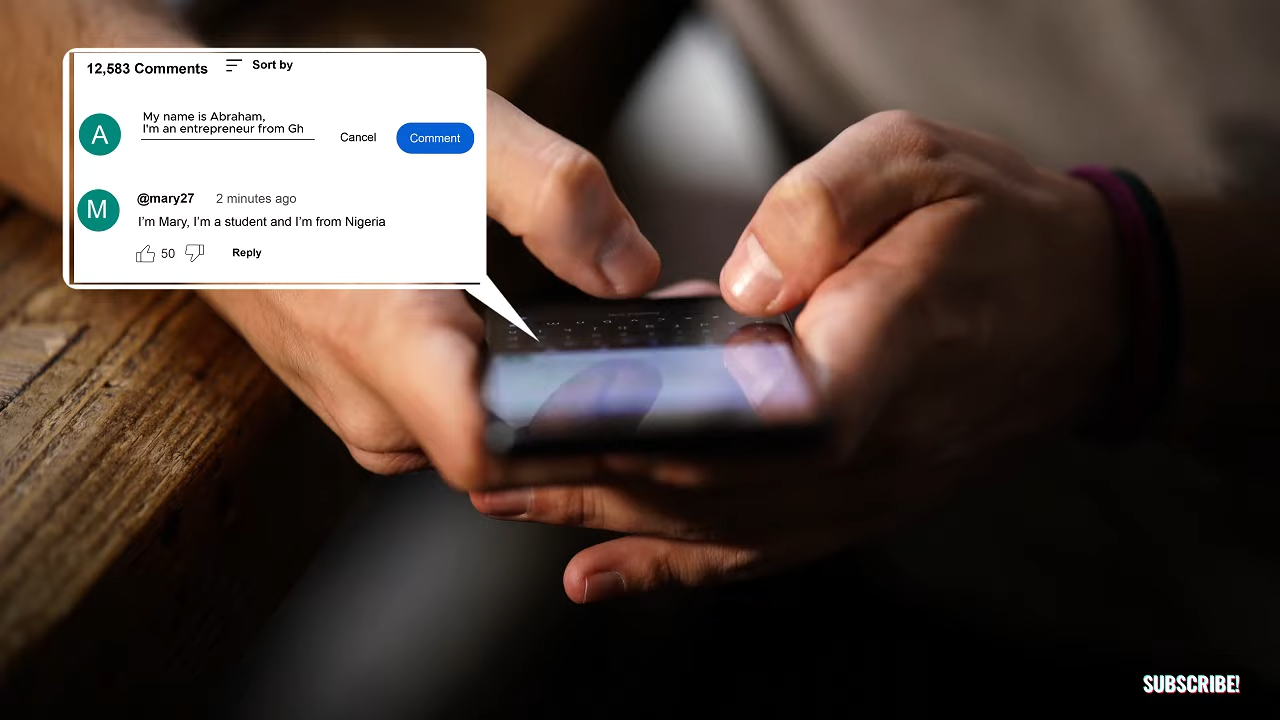 12,583 Comments
Sort by
A
My name is Abraham,
I'm an entrepreneur from Gh
Cancel
Comment
M
@mary27
2 minutes ago
I'm Mary, I'm a student and I'm from Nigeria
50
Reply
SUBSCRIBE!